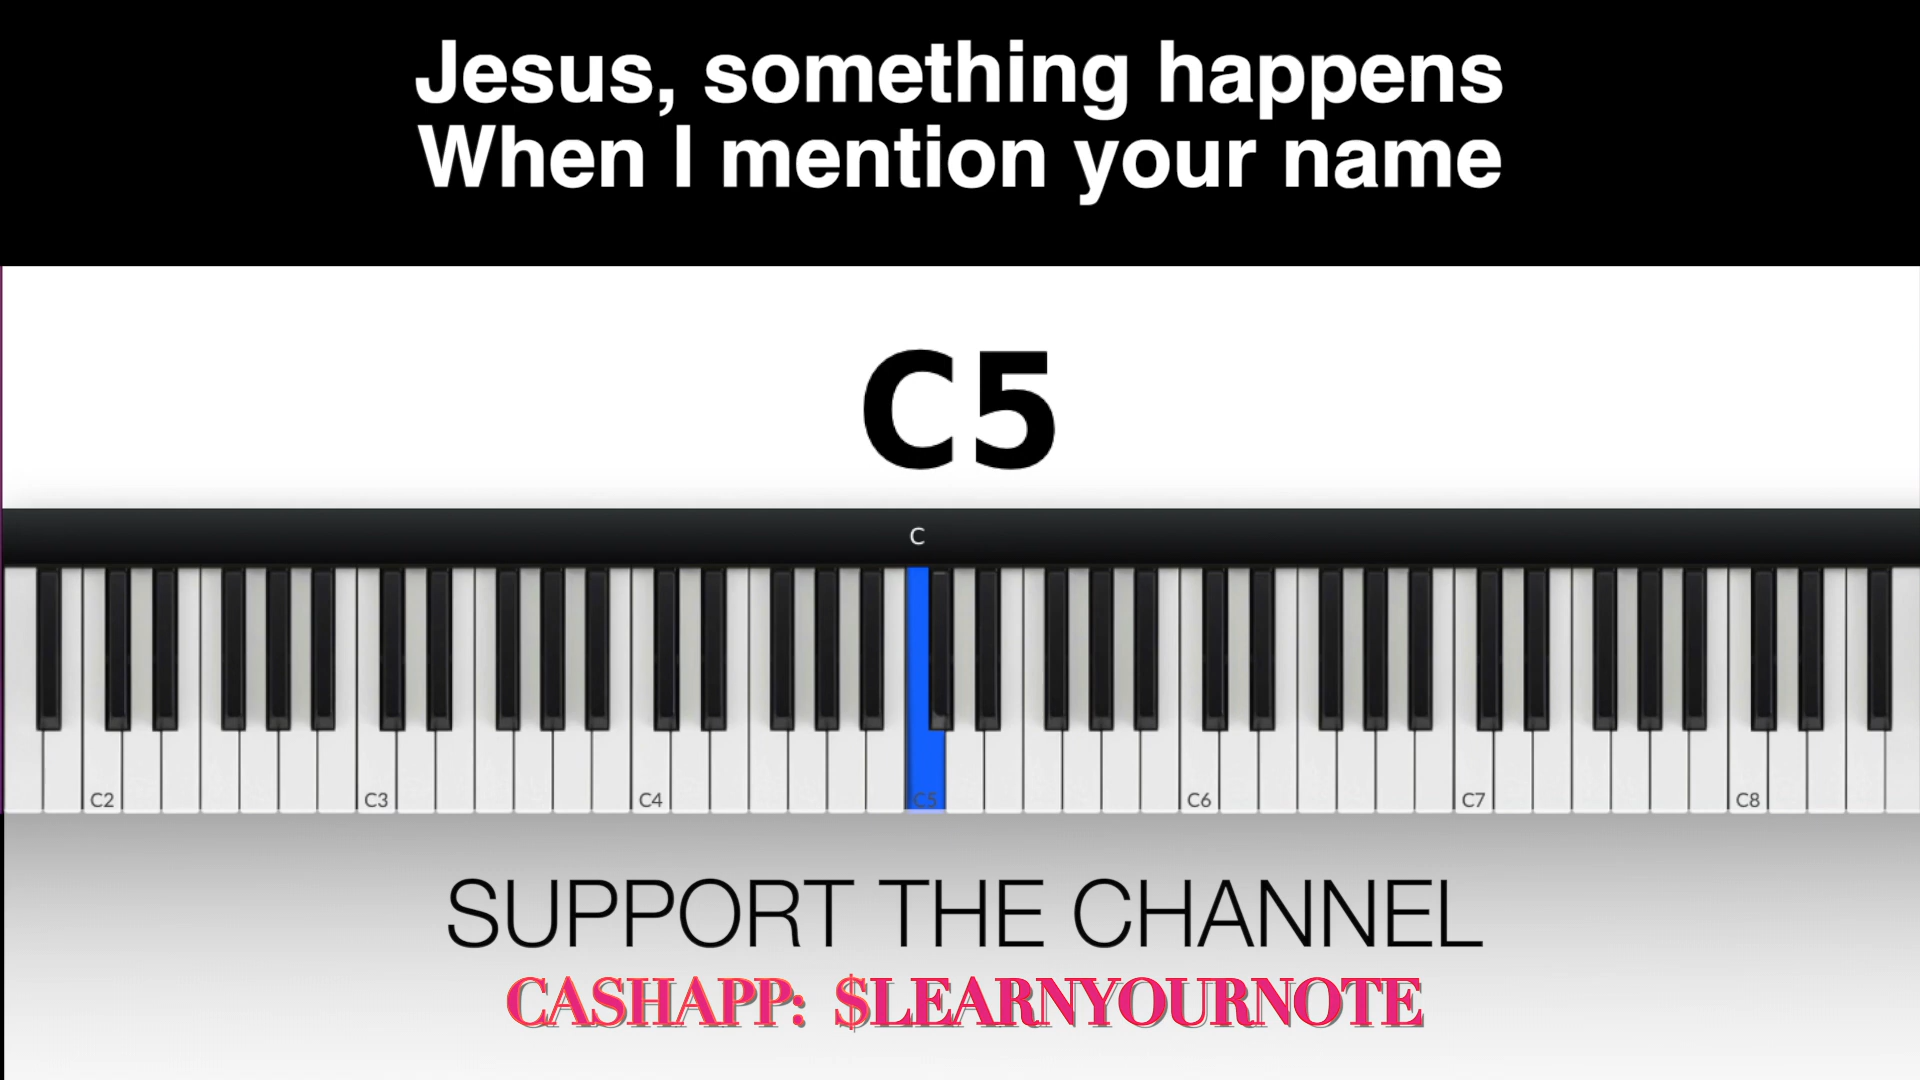 Jesus, something happens
When I mention your name
C5
C
C2 C3 C4 C5 C6 C7 C8
SUPPORT THE CHANNEL
CASHAPP: $LEARNYOURNOTE